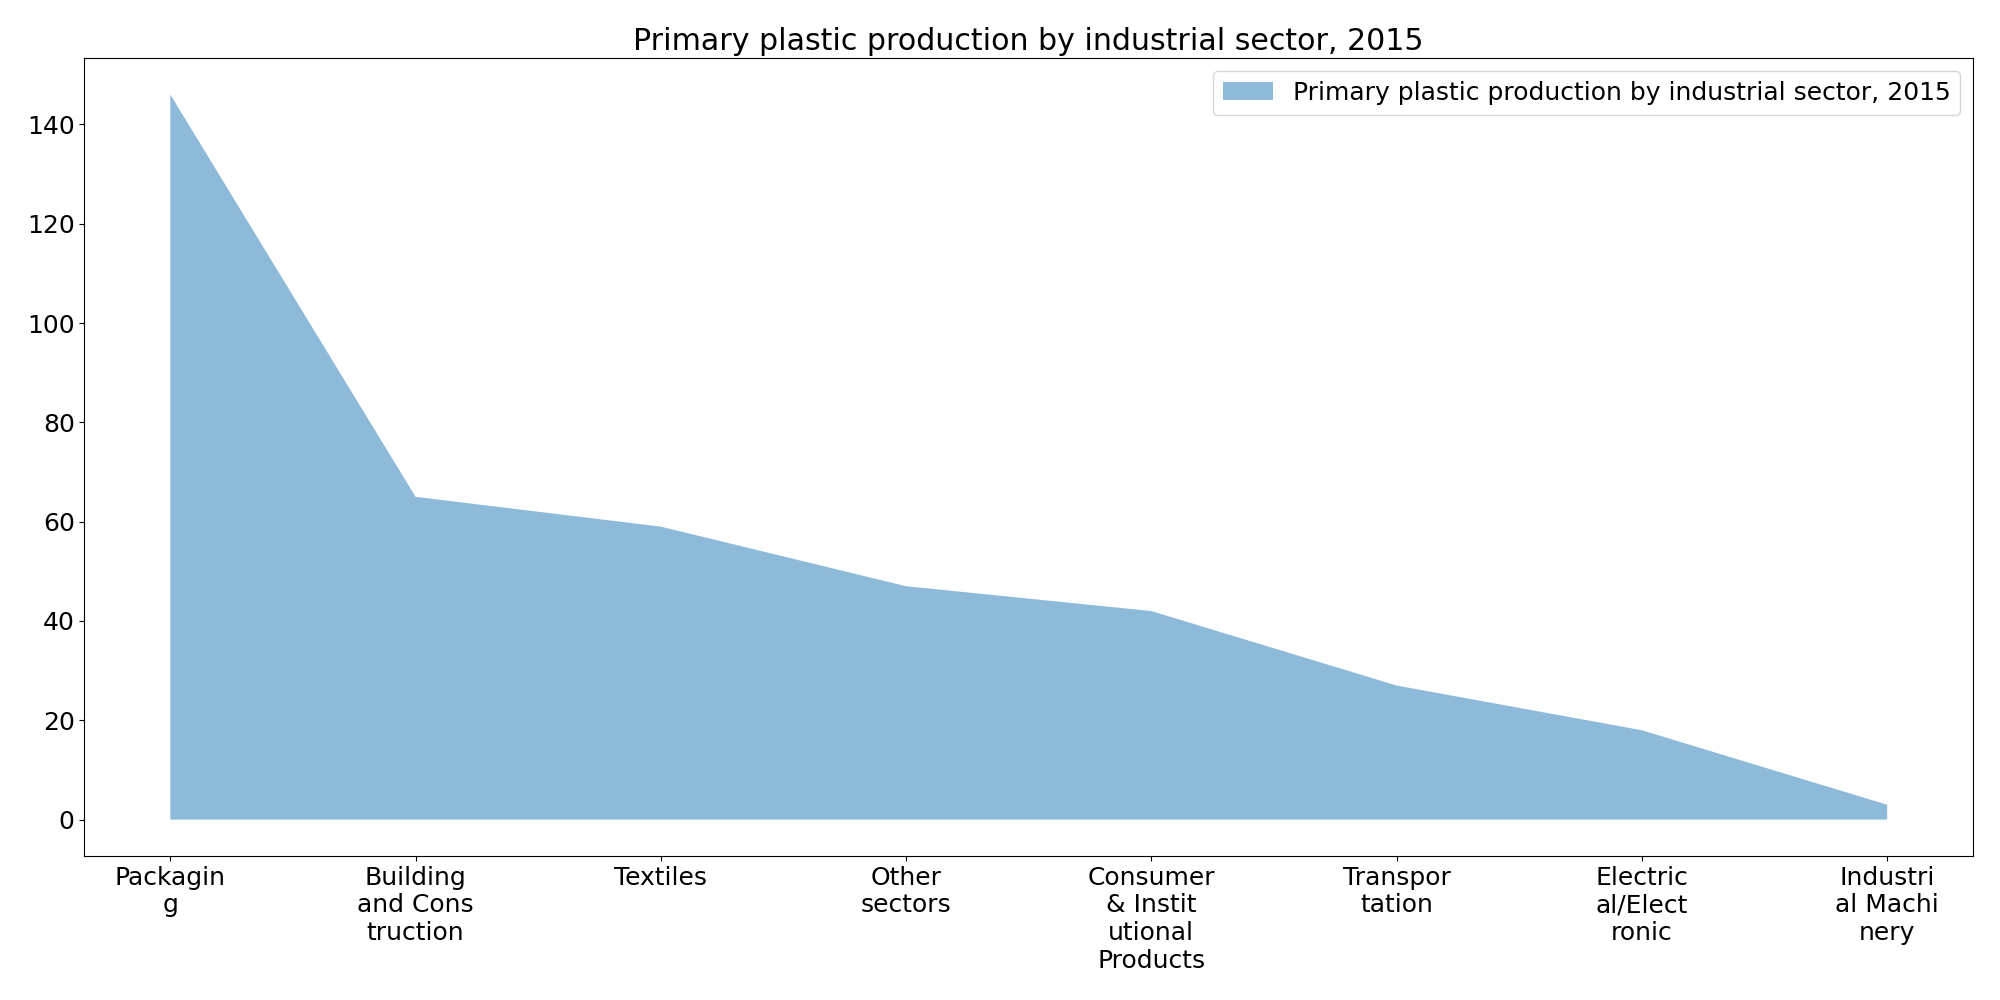 Primary plastic production by industrial sector, 2015
Primary plastic production by industrial sector, 2015
140
120
100
80
60
40
20
0
Packagin
g
Building
and Cons
truction
Textiles
Other
sectors
Consumer
& Instit
utional
Products
Transpor
tation
Electric
al/Elect
ronic
Industri
al Machi
nery